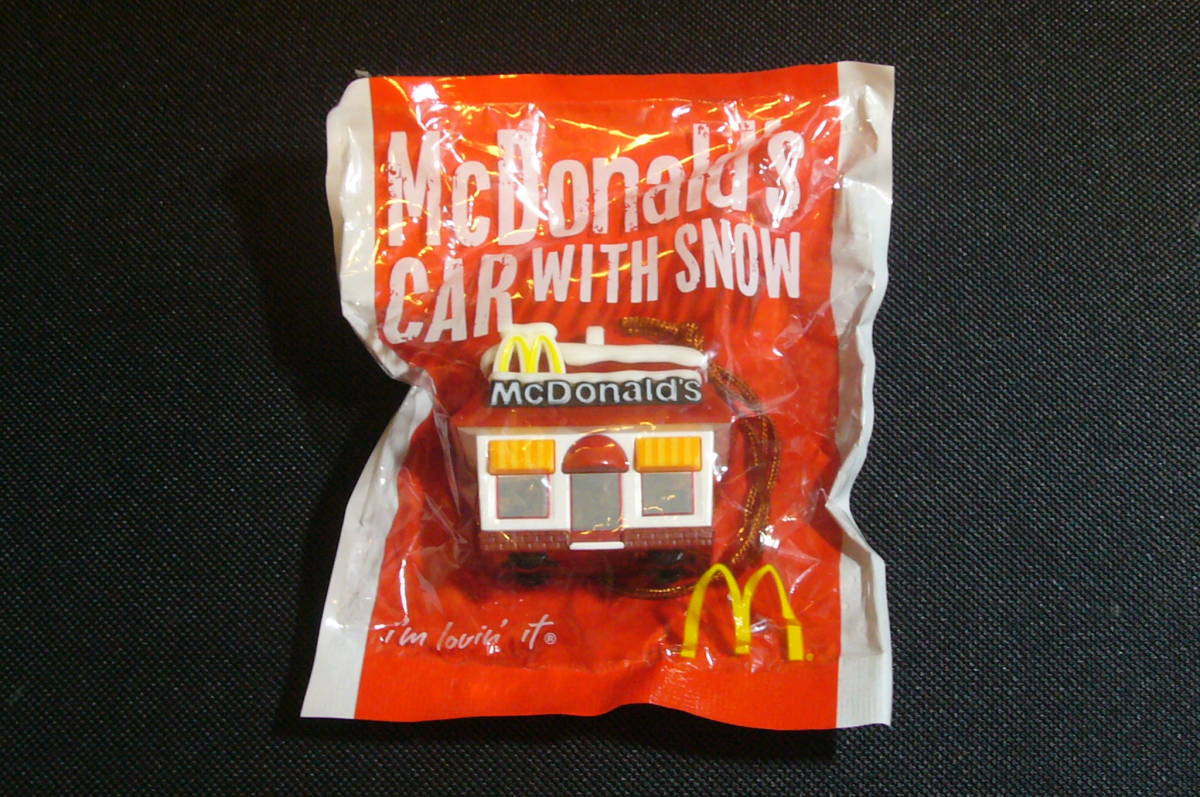 McDonald's
CAR WITH SNOW
McDonald's
i'm lovin' it®